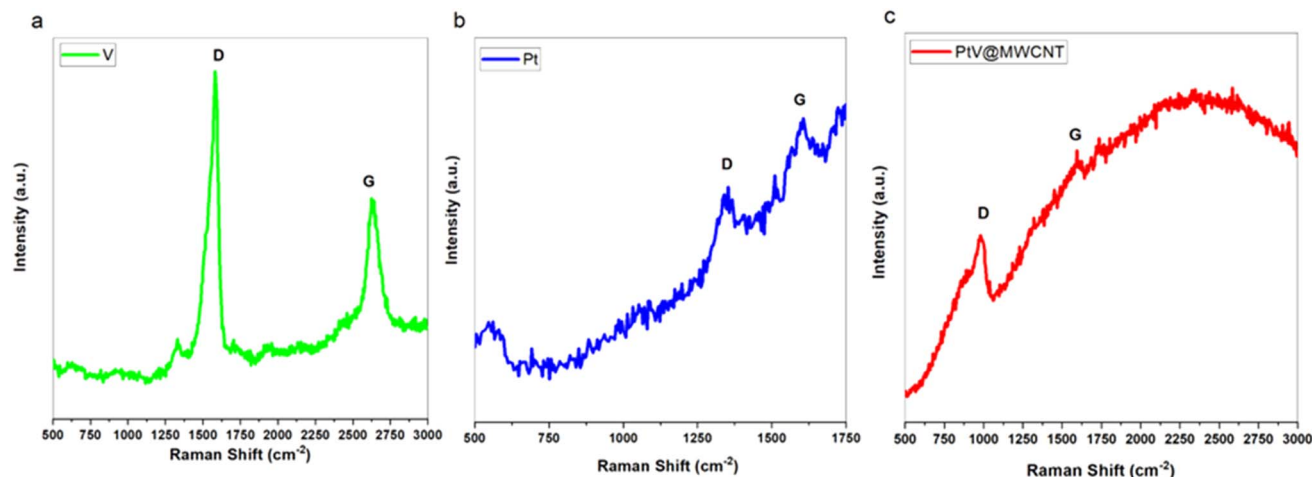 a
V
D
G
Intensity (a.u.)
500 750 1000 1250 1500 1750 2000 2250 2500 2750 3000
Raman Shift (cm⁻²)
b
Pt
D
G
Intensity (a.u.)
500 750 1000 1250 1500 1750
Raman Shift (cm⁻²)
c
PtV@MWCNT
D
G
Intensity (a.u.)
500 750 1000 1250 1500 1750 2000 2250 2500 2750 3000
Raman Shift (cm⁻²)